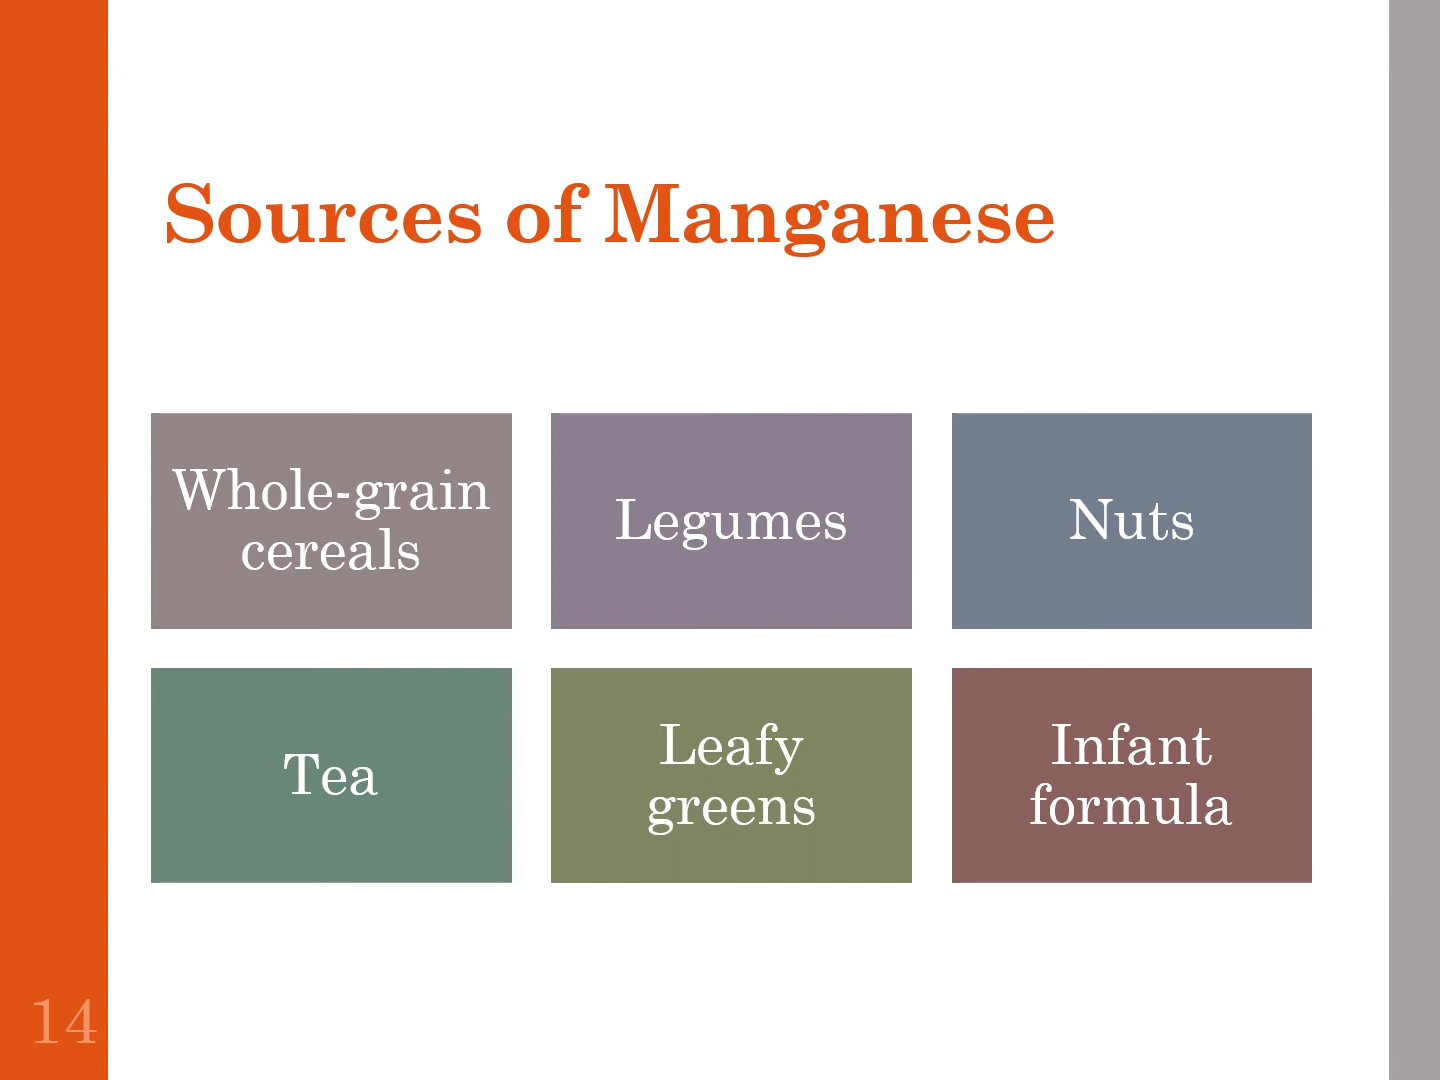 Sources of Manganese
Whole-grain
cereals
Legumes
Nuts
Tea
Leafy
greens
Infant
formula
14